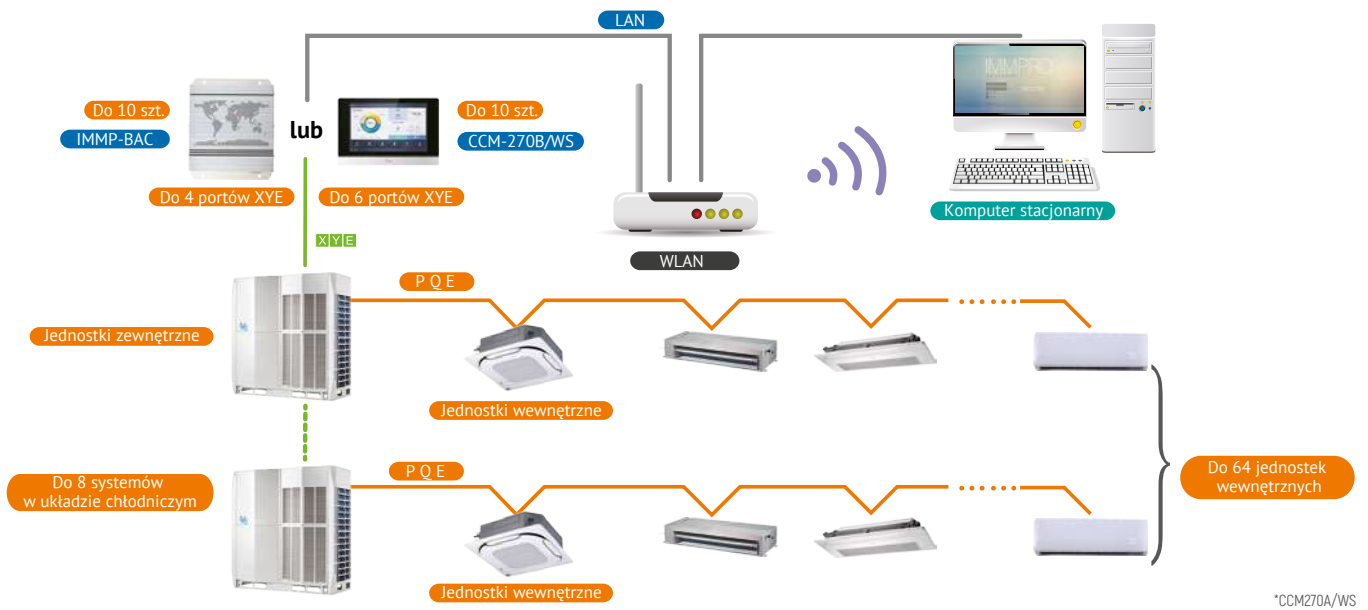 LAN
Do 10 szt.
IMMP-BAC
lub
Do 10 szt.
CCM-270B/WS
Do 4 portów XYE
Do 6 portów XYE
X Y E
IMMPRO
Komputer stacjonarny
WLAN
P Q E
Jednostki zewnętrzne
Jednostki wewnętrzne
Do 8 systemów
w układzie chłodniczym
P Q E
Jednostki wewnętrzne
Do 64 jednostek
wewnętrznych
*CCM270A/WS